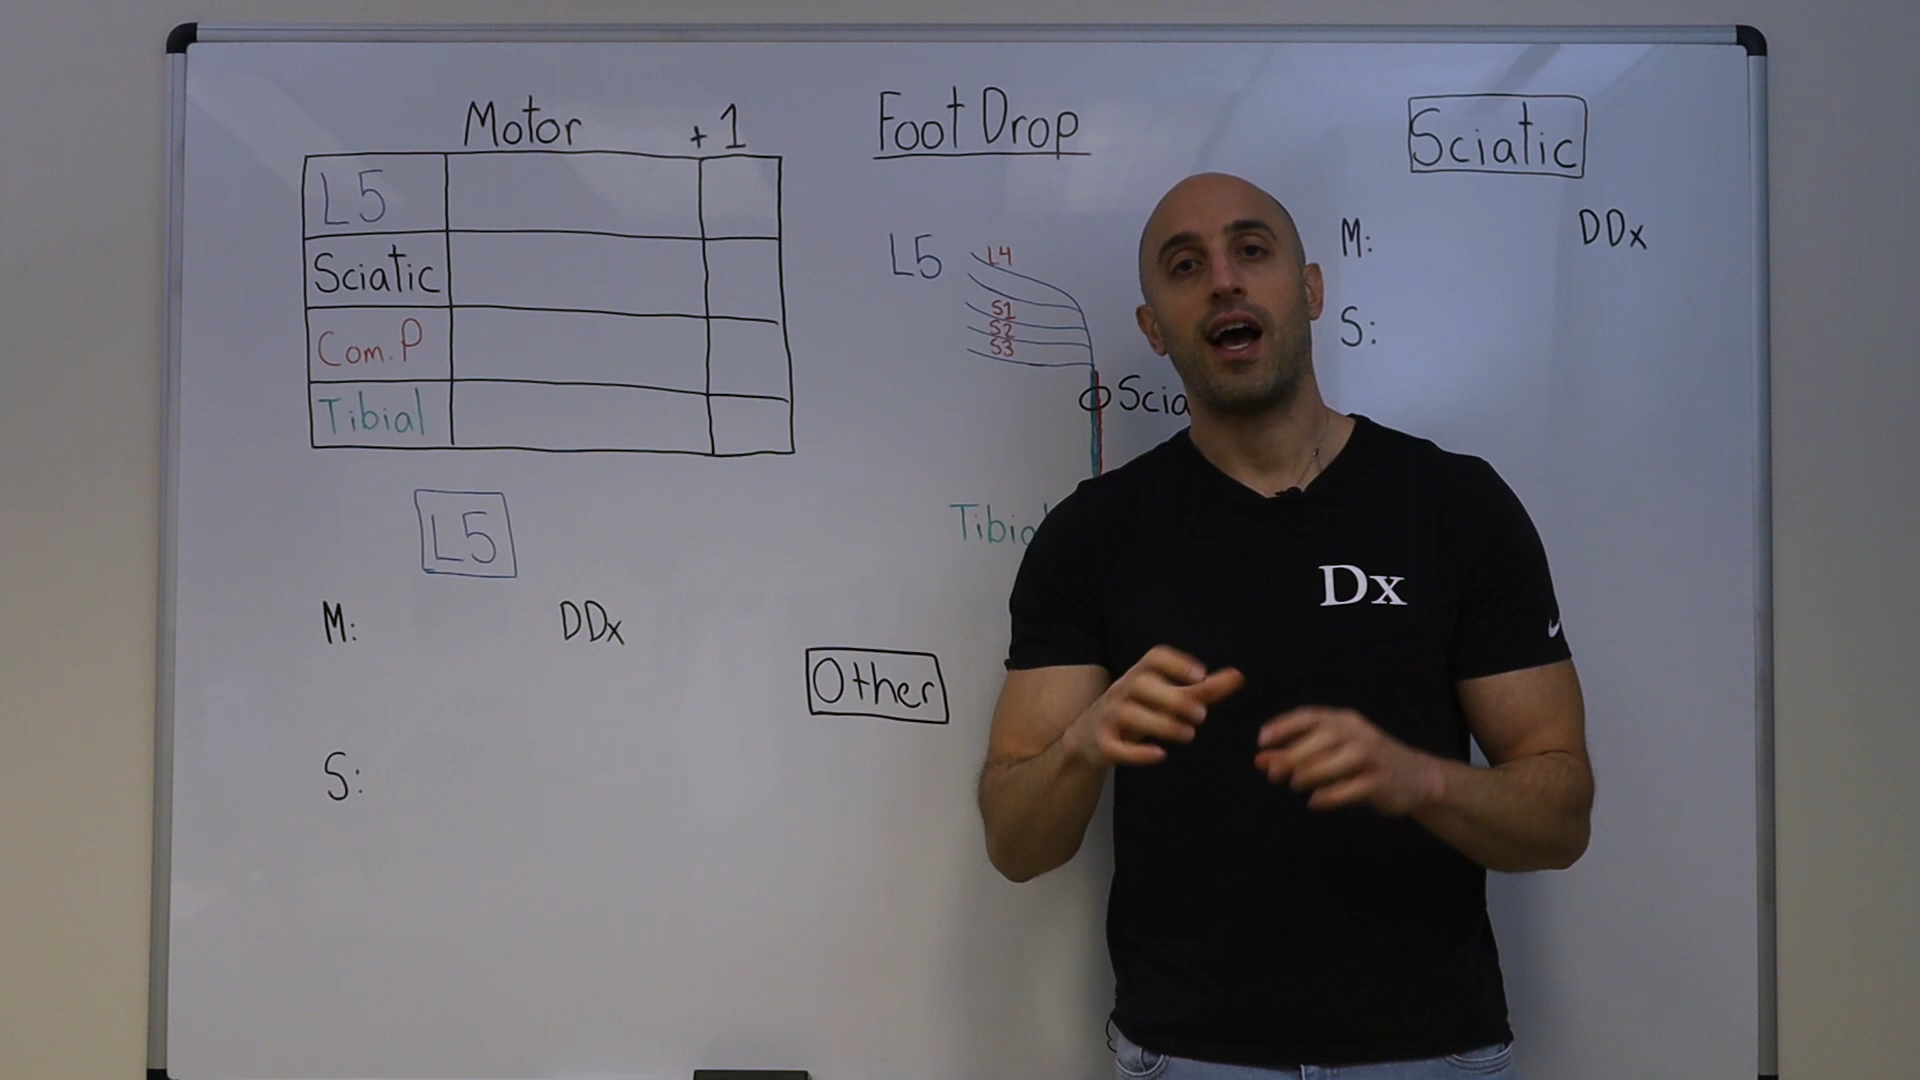 Motor +1
L5
Sciatic
Com.P
Tibial
L5
M: DDx
S:
Foot Drop
L5
L4
S1
S2
S3
Other
Sciatic
M: DDx
S:
Dx